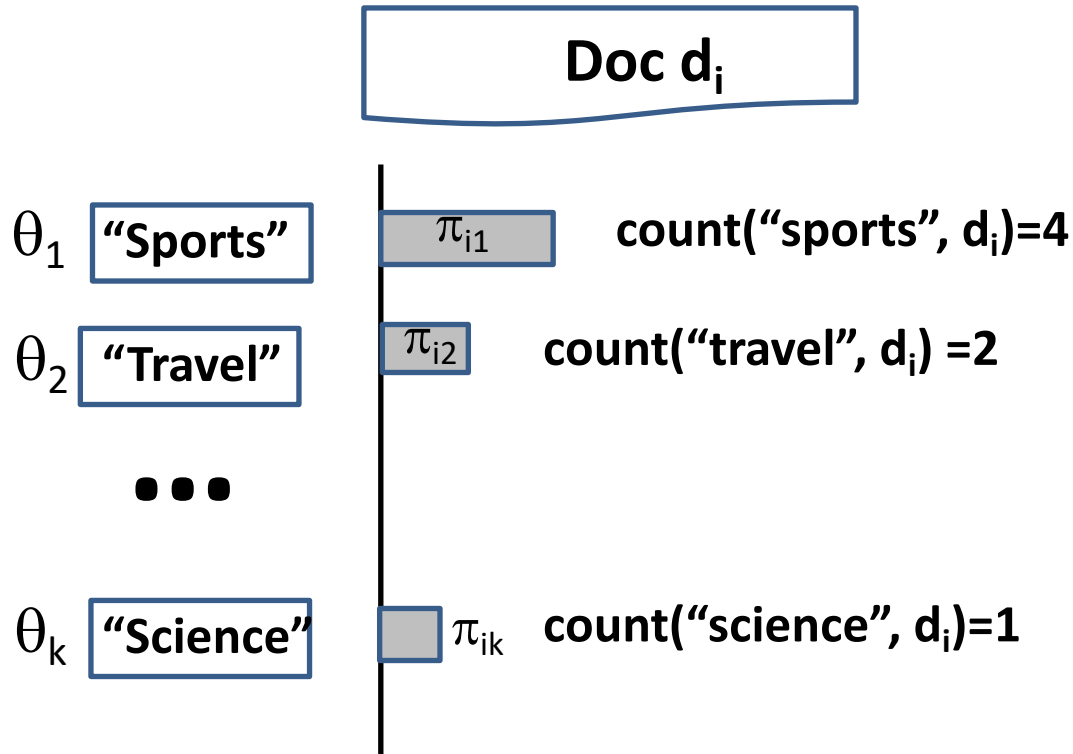 Doc dᵢ
θ₁ “Sports” πᵢ₁ count(“sports”, dᵢ)=4
θ₂ “Travel” πᵢ₂ count(“travel”, dᵢ) =2
...
θₖ “Science” πᵢₖ count(“science”, dᵢ)=1